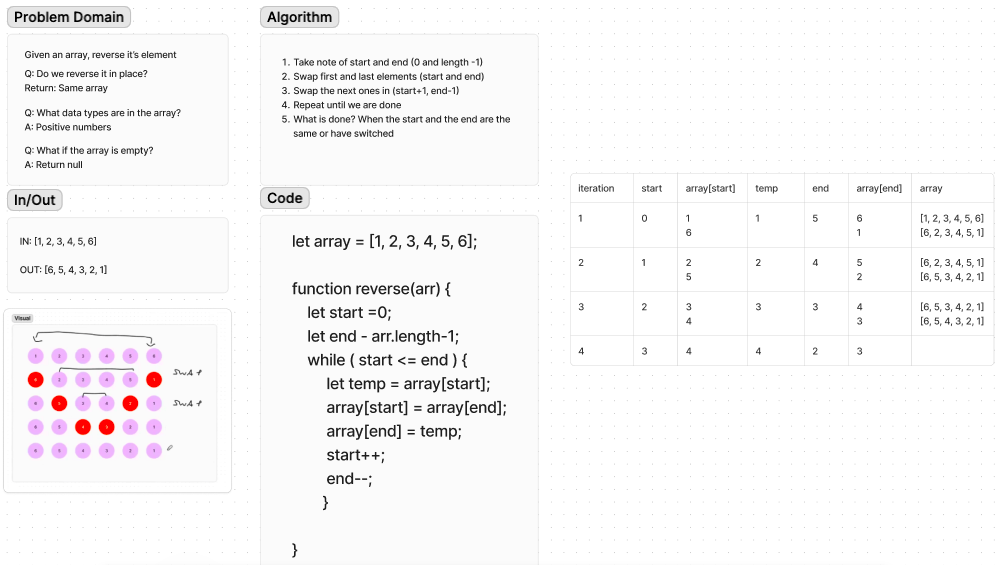 Problem Domain
Given an array, reverse it's element
Q: Do we reverse it in place?
Return: Same array
Q: What data types are in the array?
A: Positive numbers
Q: What if the array is empty?
A: Return null
In/Out
IN: [1, 2, 3, 4, 5, 6]
OUT: [6, 5, 4, 3, 2, 1]
Visual
1 2 3 4 5 6
Algorithm
1. Take note of start and end (0 and length -1)
2. Swap first and last elements (start and end)
3. Swap the next ones in (start+1, end-1)
4. Repeat until we are done
5. What is done? When the start and the end are the
same or have switched
Code
let array = [1, 2, 3, 4, 5, 6];
function reverse(arr) {
let start =0;
let end - arr.length-1;
while ( start <= end ) {
let temp = array[start];
array[start] = array[end];
array[end] = temp;
start++;
end--;
}
}
iteration start array[start] temp end array[end] array
1 0 1 1 5 6 [1, 2, 3, 4, 5, 6]
6 1 [6, 2, 3, 4, 5, 1]
2 1 2 2 4 5 [6, 2, 3, 4, 5, 1]
5 2 [6, 5, 3, 4, 2, 1]
3 2 3 3 3 4 [6, 5, 3, 4, 2, 1]
4 3 [6, 5, 4, 3, 2, 1]
4 3 4 4 2 3